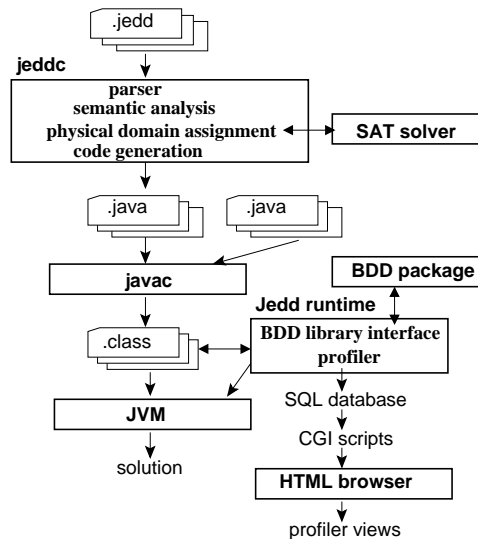 .jedd
jeddc
parser
semantic analysis
physical domain assignment
code generation
SAT solver
.java
.java
javac
BDD package
Jedd runtime
BDD library interface
profiler
.class
SQL database
JVM
CGI scripts
solution
HTML browser
profiler views